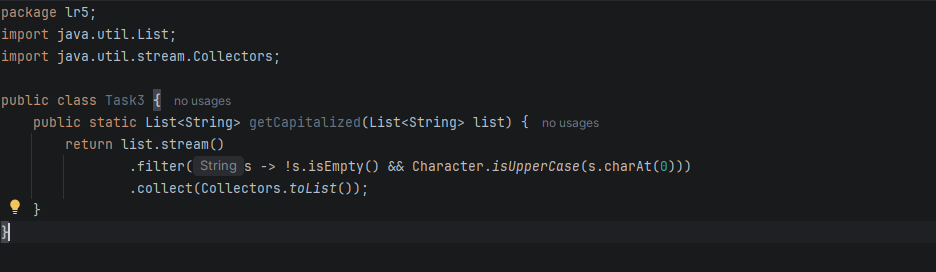 package lr5;
import java.util.List;
import java.util.stream.Collectors;
public class Task3 { no usages
public static List<String> getCapitalized(List<String> list) { no usages
return list.stream()
.filter( String s -> !s.isEmpty() && Character.isUpperCase(s.charAt(0)))
.collect(Collectors.toList());
}
}